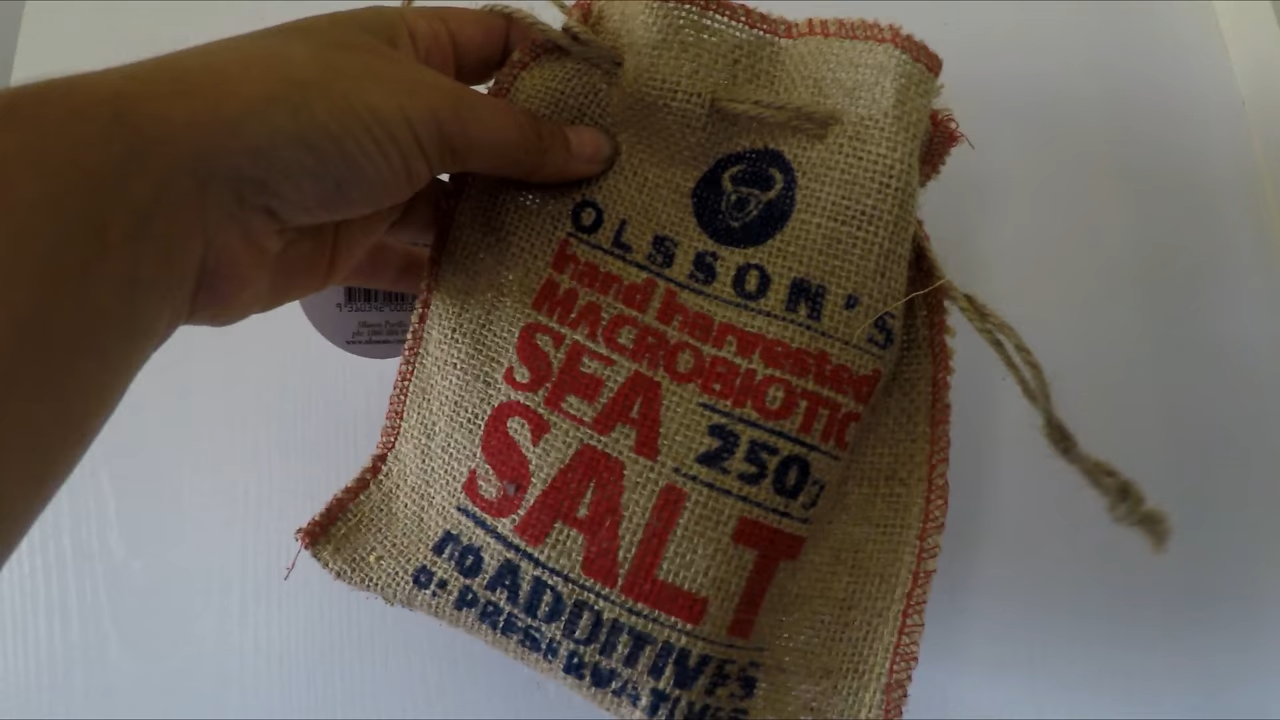 OLSSON'S
hand harvested
MACROBIOTIC
SEA
250g
SALT
no ADDITIVES
or PRESERVATIVES